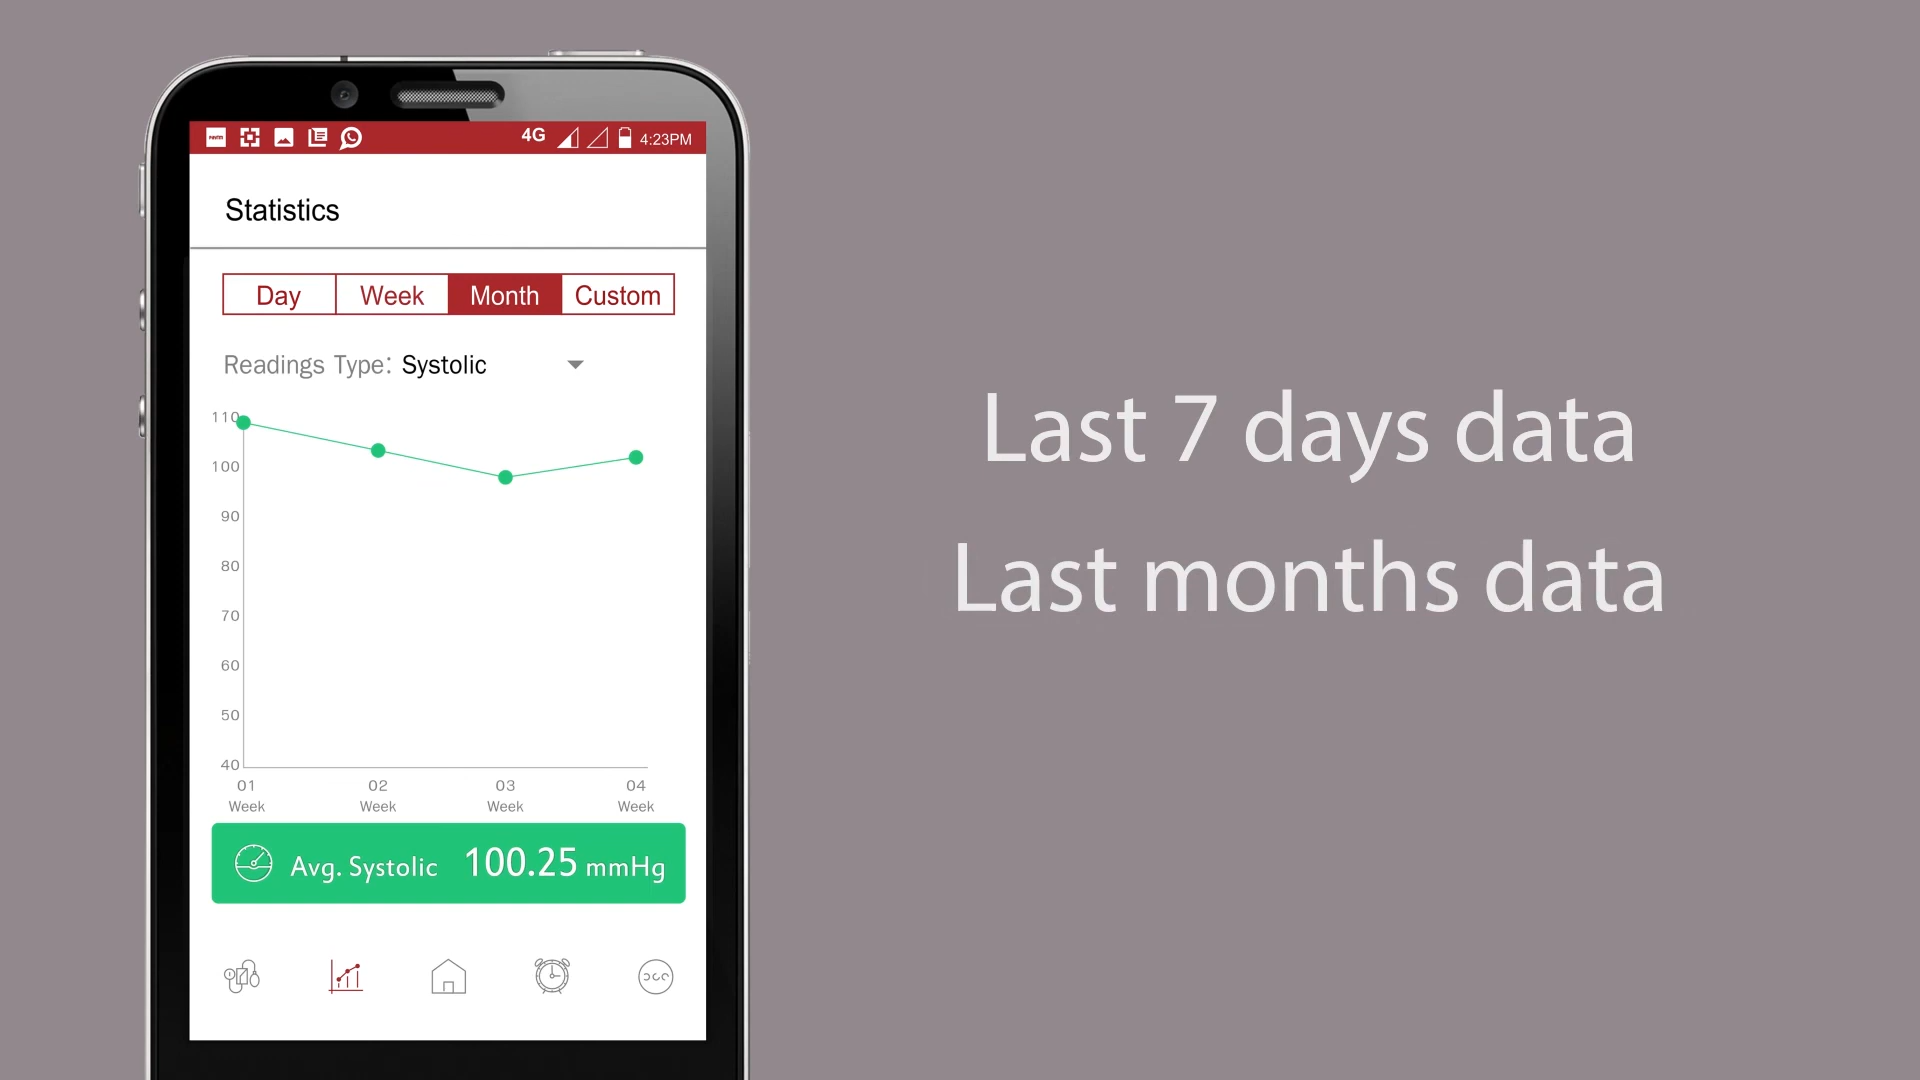 4G 4:23PM
Statistics
Day Week Month Custom
Readings Type: Systolic
110
100
90
80
70
60
50
40
01 02 03 04
Week Week Week Week
Avg. Systolic 100.25 mmHg
Last 7 days data
Last months data